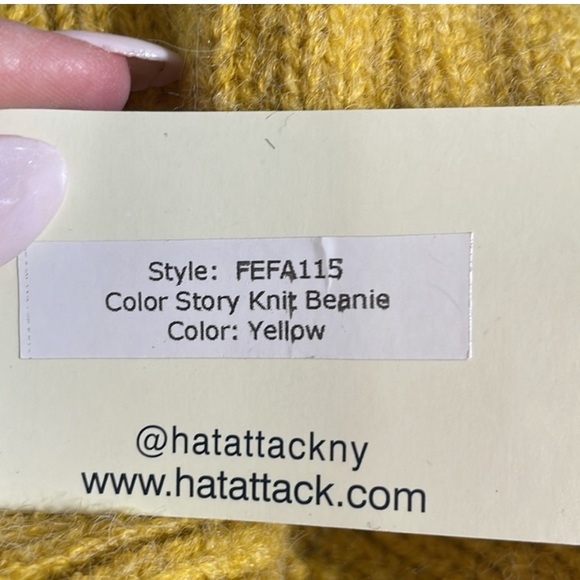 Style: FEFA115
Color Story Knit Beanie
Color: Yellow
@hatattackny
www.hatattack.com